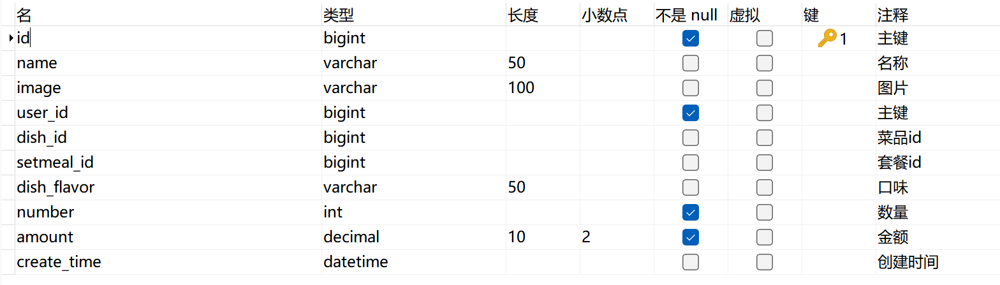 名 类型 长度 小数点 不是 null 虚拟 键 注释
id bigint 1 主键
name varchar 50 名称
image varchar 100 图片
user_id bigint 主键
dish_id bigint 菜品id
setmeal_id bigint 套餐id
dish_flavor varchar 50 口味
number int 数量
amount decimal 10 2 金额
create_time datetime 创建时间